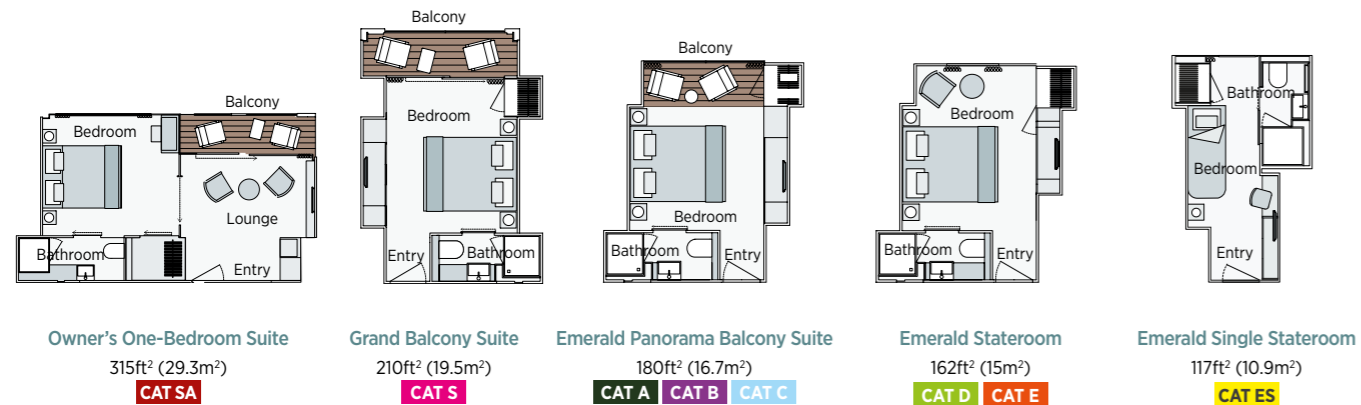 Balcony
Bedroom
Lounge
Bathroom
Entry
Owner's One-Bedroom Suite
315ft² (29.3m²)
CAT SA
Balcony
Bedroom
Entry
Bathroom
Grand Balcony Suite
210ft² (19.5m²)
CAT S
Balcony
Bedroom
Bathroom
Entry
Emerald Panorama Balcony Suite
180ft² (16.7m²)
CAT A CAT B CAT C
Bedroom
Bathroom
Entry
Emerald Stateroom
162ft² (15m²)
CAT D CAT E
Bathroom
Bedroom
Entry
Emerald Single Stateroom
117ft² (10.9m²)
CAT ES